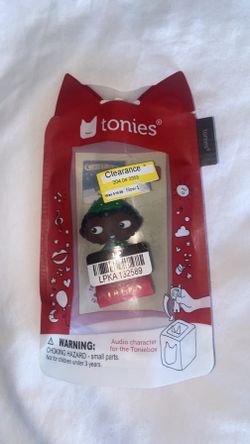 tonies®
tonies®
Clearance
LPKA 132589
WARNING:
CHOKING HAZARD - small parts.
Not for children under 3 years.
Audio character
for the Toniebox